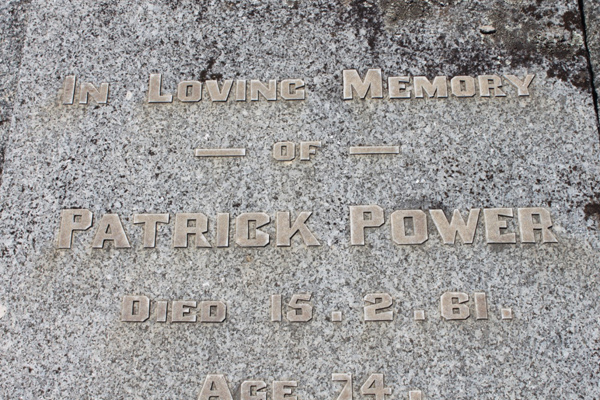 In Loving Memory
— of —
Patrick Power
Died 15.2.61.
Age 74.